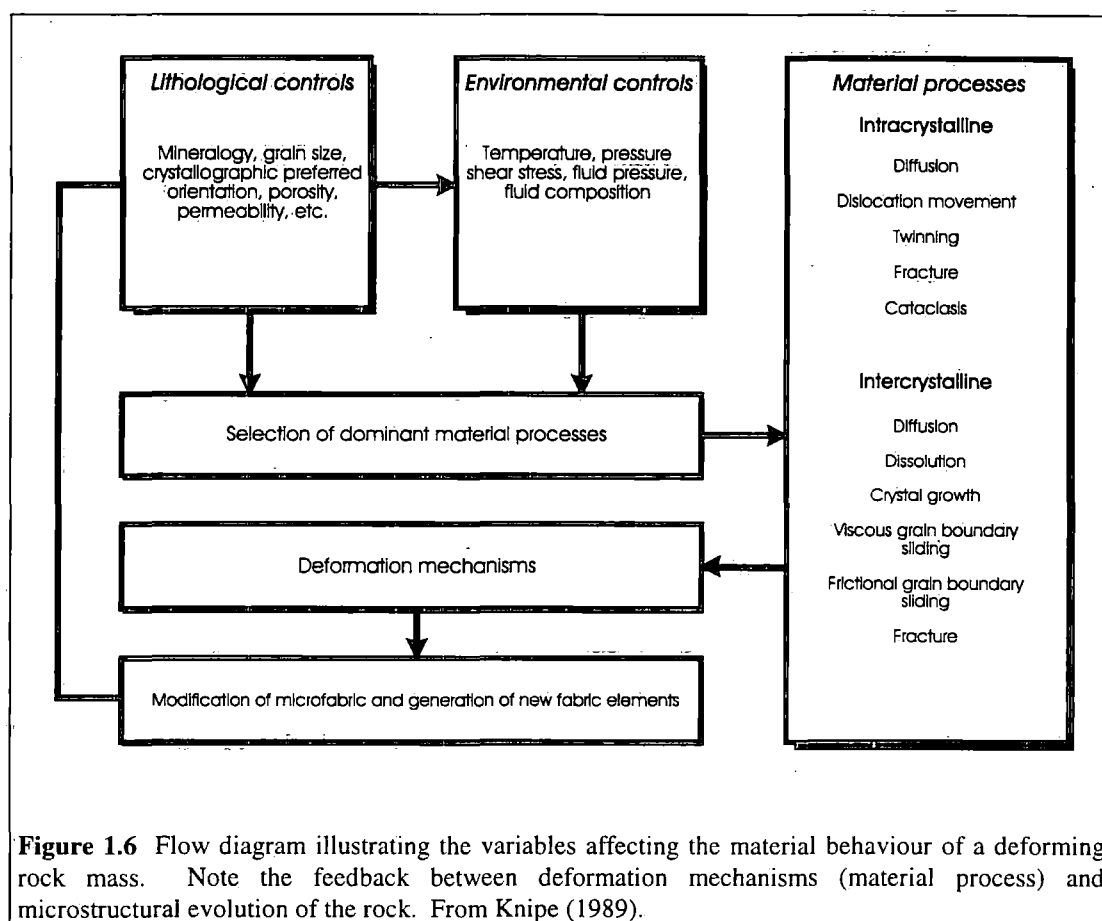 Lithological controls
Mineralogy, grain size,
crystallographic preferred
orientation, porosity,
permeability, etc.
Environmental controls
Temperature, pressure
shear stress, fluid pressure,
fluid composition
Material processes
Intracrystalline
Diffusion
Dislocation movement
Twinning
Fracture
Cataclasis
Intercrystalline
Diffusion
Dissolution
Crystal growth
Viscous grain boundary
sliding
Frictional grain boundary
sliding
Fracture
Selection of dominant material processes
Deformation mechanisms
Modification of microfabric and generation of new fabric elements
Figure 1.6 Flow diagram illustrating the variables affecting the material behaviour of a deforming
rock mass. Note the feedback between deformation mechanisms (material process) and
microstructural evolution of the rock. From Knipe (1989).